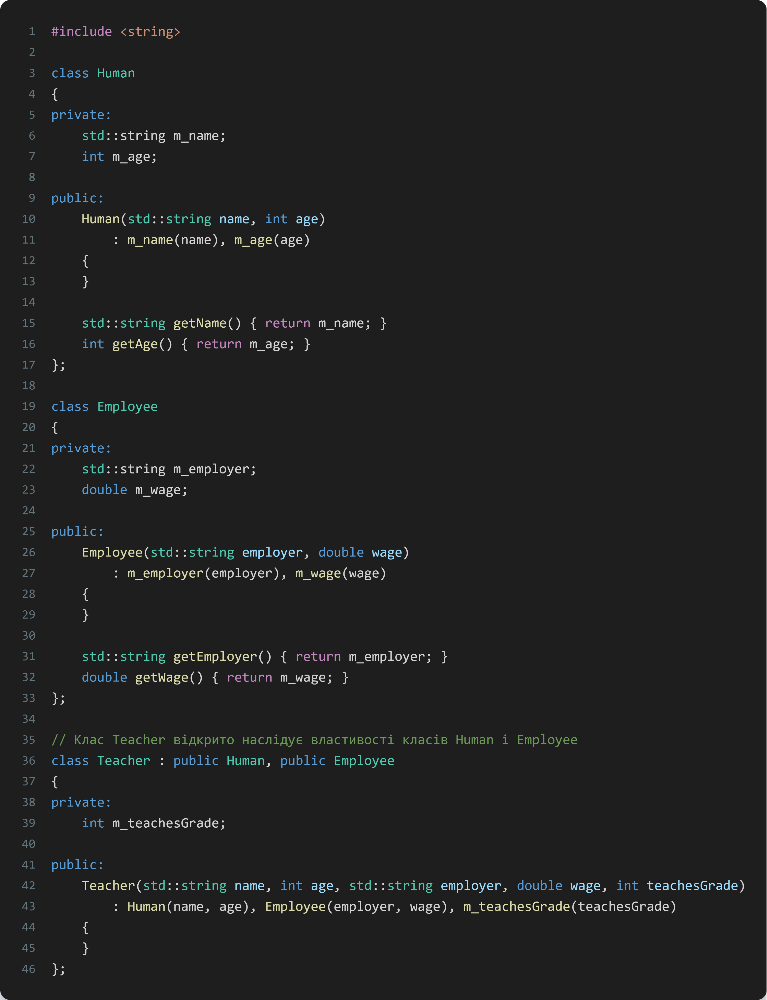 1 #include <string>
2
3 class Human
4 {
5 private:
6     std::string m_name;
7     int m_age;
8
9 public:
10     Human(std::string name, int age)
11         : m_name(name), m_age(age)
12     {
13     }
14
15     std::string getName() { return m_name; }
16     int getAge() { return m_age; }
17 };
18
19 class Employee
20 {
21 private:
22     std::string m_employer;
23     double m_wage;
24
25 public:
26     Employee(std::string employer, double wage)
27         : m_employer(employer), m_wage(wage)
28     {
29     }
30
31     std::string getEmployer() { return m_employer; }
32     double getWage() { return m_wage; }
33 };
34
35 // Клас Teacher відкрито наслідує властивості класів Human і Employee
36 class Teacher : public Human, public Employee
37 {
38 private:
39     int m_teachesGrade;
40
41 public:
42     Teacher(std::string name, int age, std::string employer, double wage, int teachesGrade)
43         : Human(name, age), Employee(employer, wage), m_teachesGrade(teachesGrade)
44     {
45     }
46 };